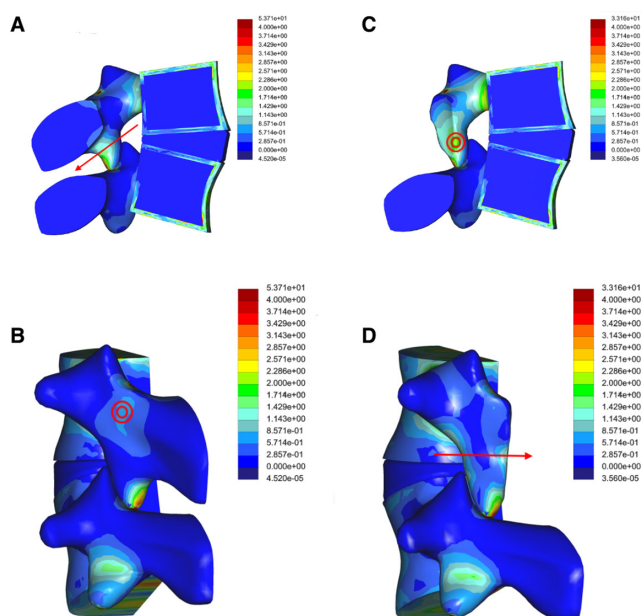 A
5.371e+01
4.000e+00
3.714e+00
3.429e+00
3.143e+00
2.857e+00
2.571e+00
2.286e+00
2.000e+00
1.714e+00
1.429e+00
1.143e+00
8.571e-01
5.714e-01
2.857e-01
0.000e+00
4.520e-05
C
3.316e+01
4.000e+00
3.714e+00
3.429e+00
3.143e+00
2.857e+00
2.571e+00
2.286e+00
2.000e+00
1.714e+00
1.429e+00
1.143e+00
8.571e-01
5.714e-01
2.857e-01
0.000e+00
3.560e-05
B
5.371e+01
4.000e+00
3.714e+00
3.429e+00
3.143e+00
2.857e+00
2.571e+00
2.286e+00
2.000e+00
1.714e+00
1.429e+00
1.143e+00
8.571e-01
5.714e-01
2.857e-01
0.000e+00
4.520e-05
D
3.316e+01
4.000e+00
3.714e+00
3.429e+00
3.143e+00
2.857e+00
2.571e+00
2.286e+00
2.000e+00
1.714e+00
1.429e+00
1.143e+00
8.571e-01
5.714e-01
2.857e-01
0.000e+00
3.560e-05